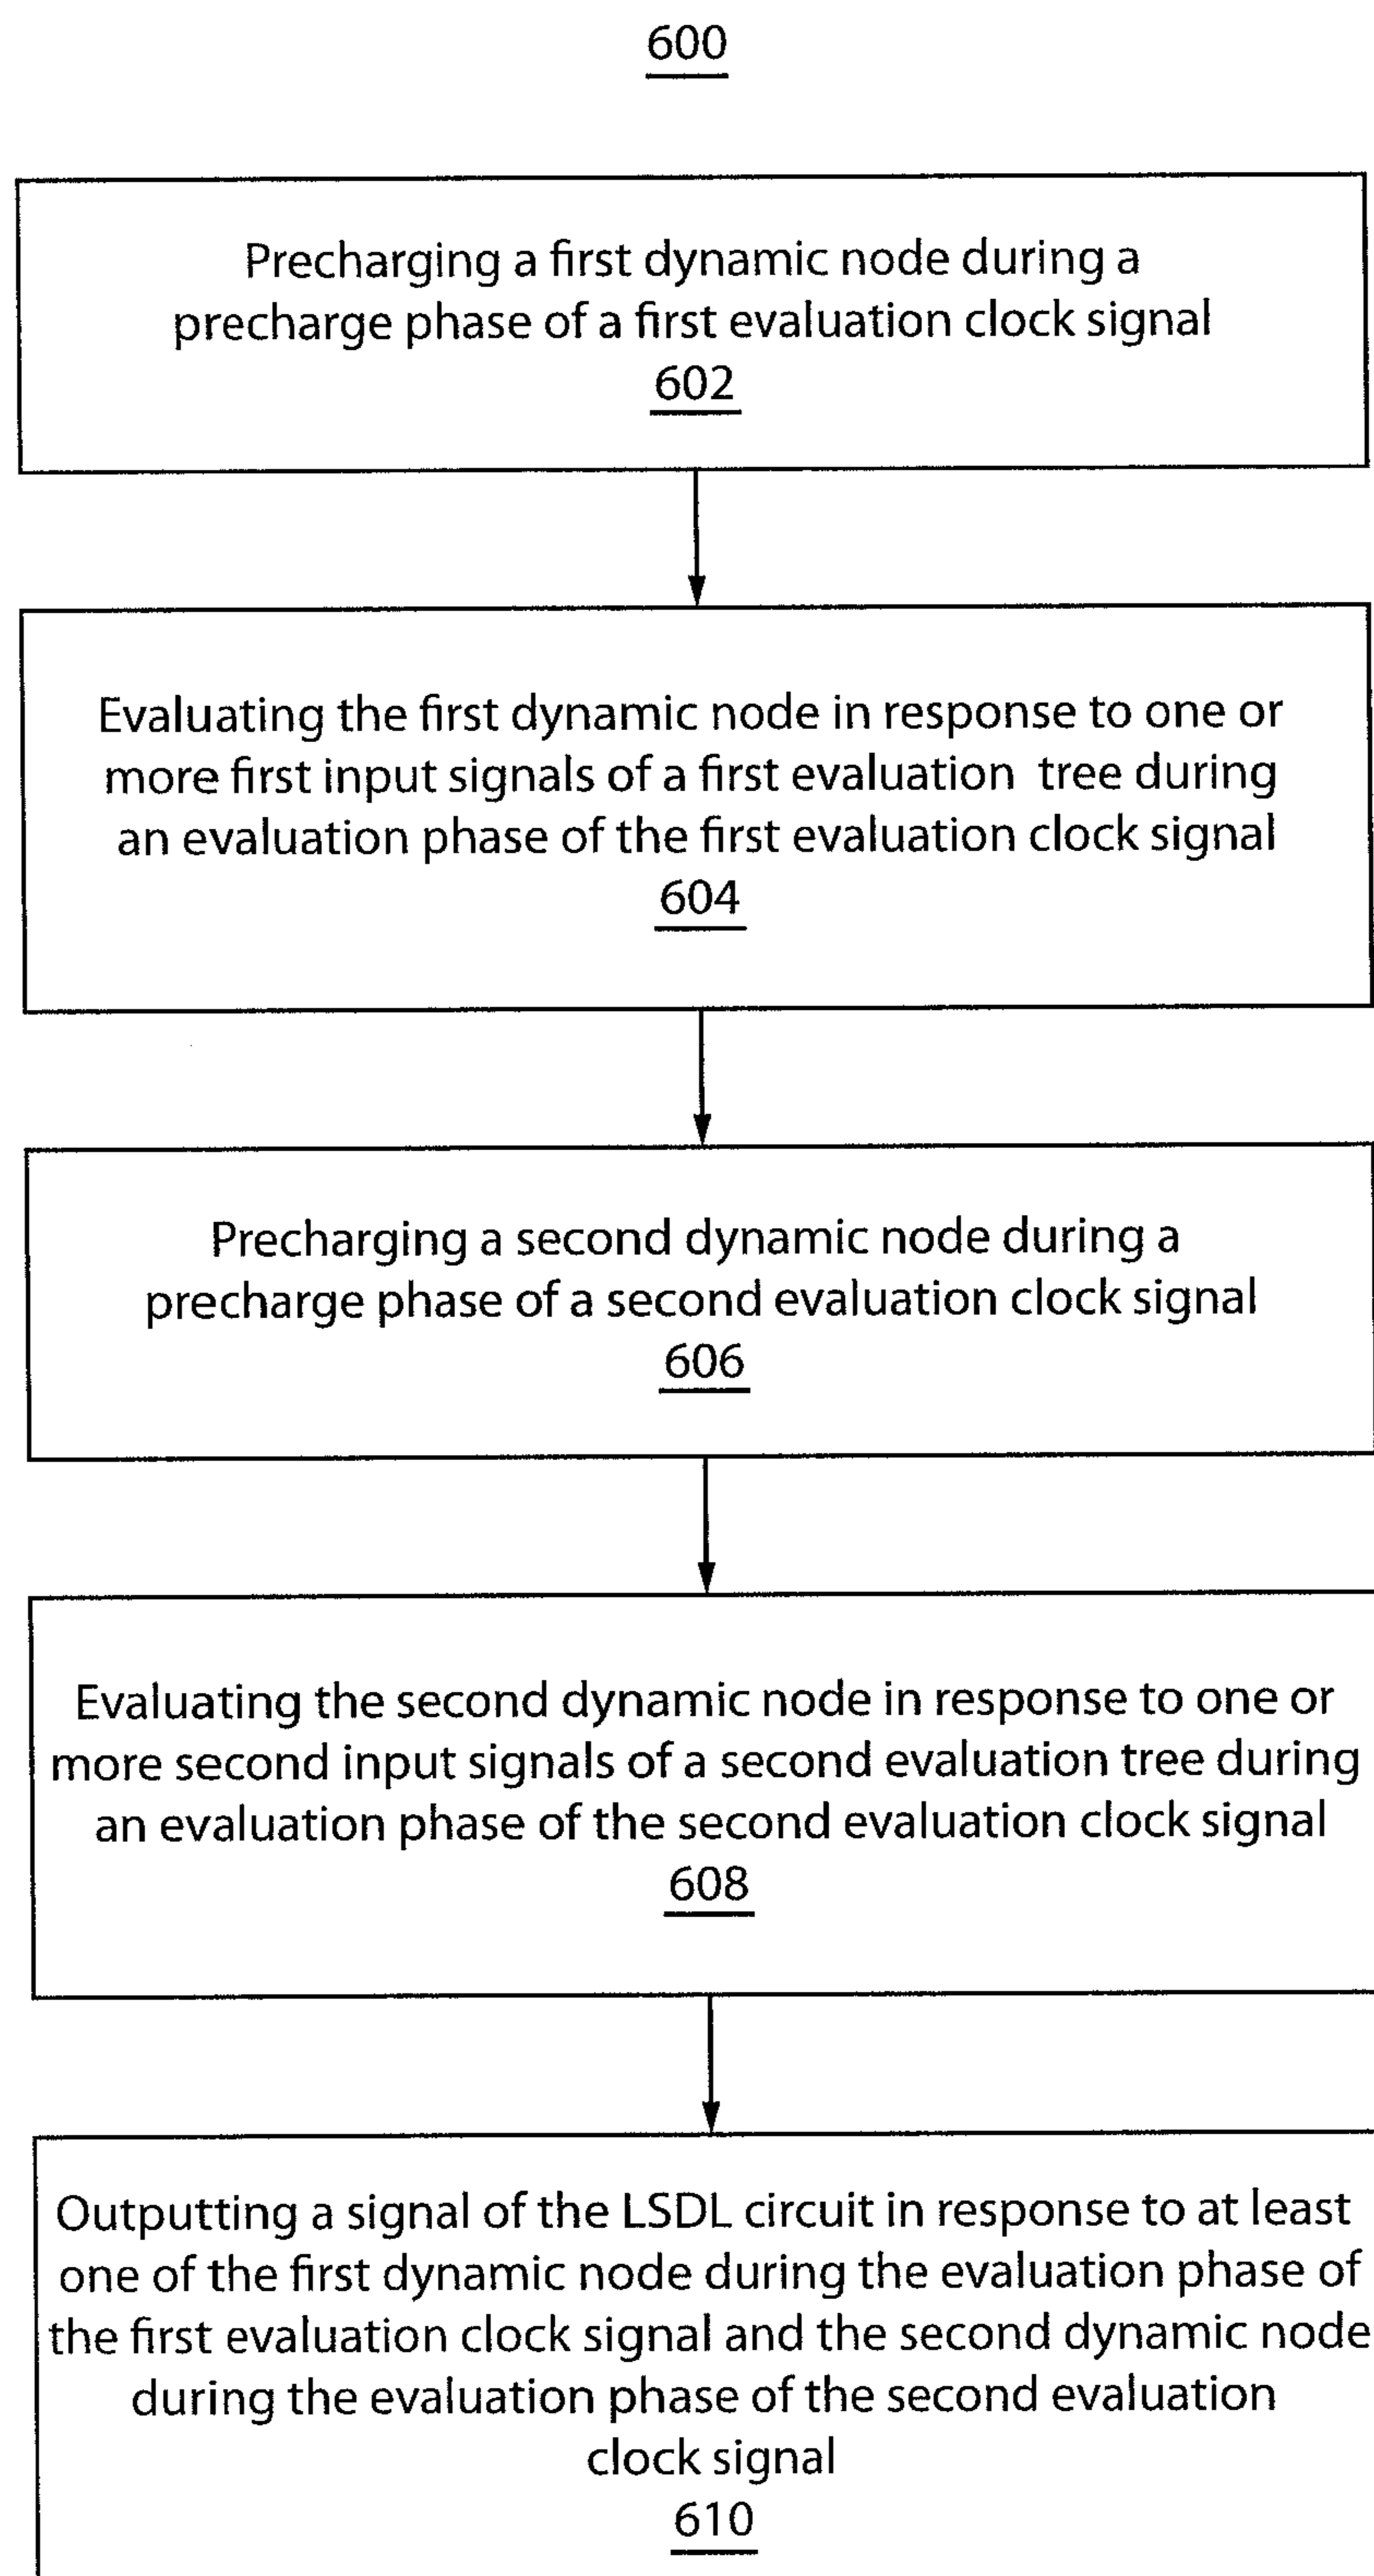 600
Precharging a first dynamic node during a
precharge phase of a first evaluation clock signal
602
Evaluating the first dynamic node in response to one or
more first input signals of a first evaluation tree during
an evaluation phase of the first evaluation clock signal
604
Precharging a second dynamic node during a
precharge phase of a second evaluation clock signal
606
Evaluating the second dynamic node in response to one or
more second input signals of a second evaluation tree during
an evaluation phase of the second evaluation clock signal
608
Outputting a signal of the LSDL circuit in response to at least
one of the first dynamic node during the evaluation phase of
the first evaluation clock signal and the second dynamic node
during the evaluation phase of the second evaluation
clock signal
610